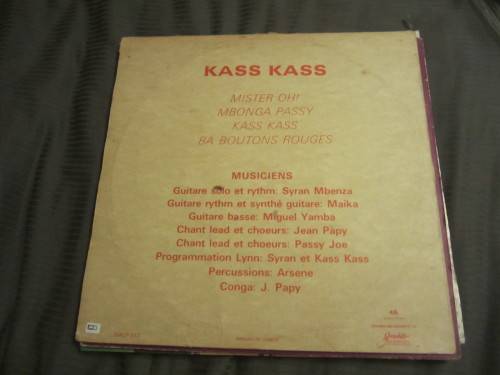 KASS KASS
MISTER OH!
MBONGA PASSY
KASS KASS
BA BOUTONS ROUGES
MUSICIENS
Guitare solo et rythm: Syran Mbenza
Guitare rythm et synthé guitare: Maika
Guitare basse: Miguel Yamba
Chant lead et choeurs: Jean Pàpy
Chant lead et choeurs: Passy Joe
Programmation Lynn: Syran et Kass Kass
Percussions: Arsene
Conga: J. Papy